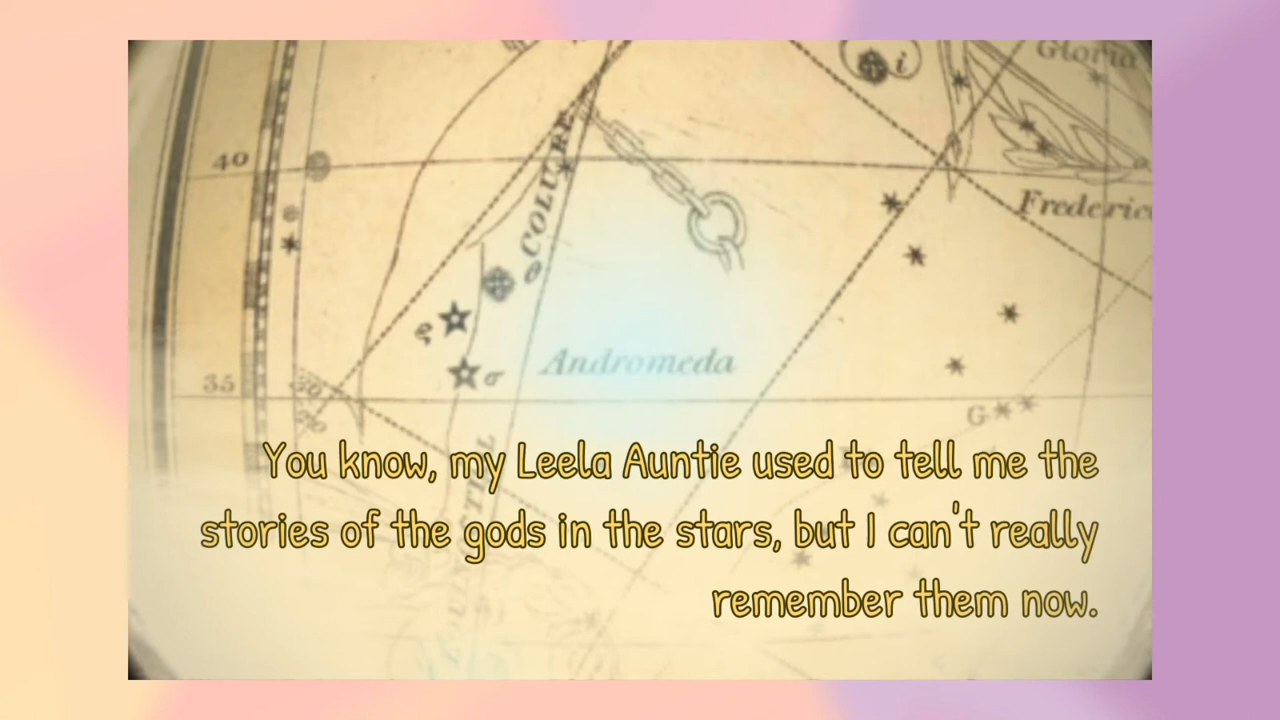 Gloria
i
40
COLURE
Frederic
Andromeda
35
σ
G
You know, my Leela Auntie used to tell me the
stories of the gods in the stars, but I can't really
remember them now.